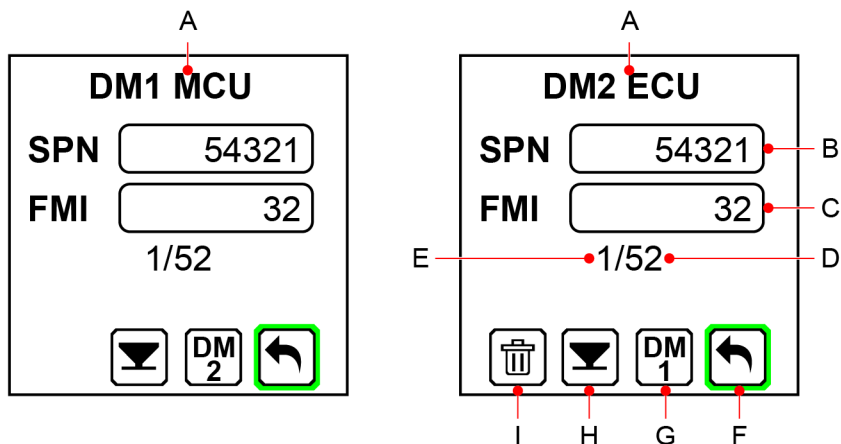 A
DM1 MCU
SPN 54321
FMI 32
1/52
DM
2
A
DM2 ECU
SPN 54321 B
FMI 32 C
E 1/52 D
DM
1
I H G F